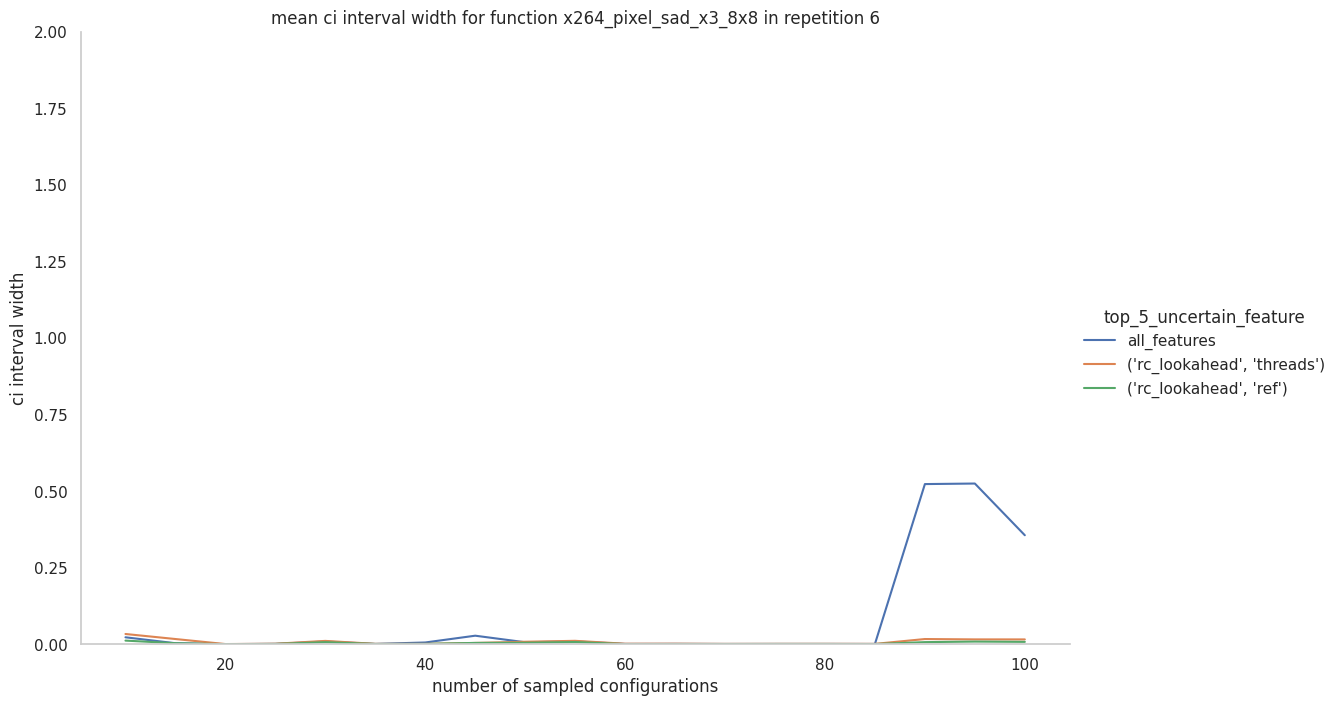 mean ci interval width for function x264_pixel_sad_x3_8x8 in repetition 6
2.00
1.75
1.50
1.25
1.00
0.75
0.50
0.25
0.00
ci interval width
20
40
60
80
100
number of sampled configurations
top_5_uncertain_feature
all_features
('rc_lookahead', 'threads')
('rc_lookahead', 'ref')